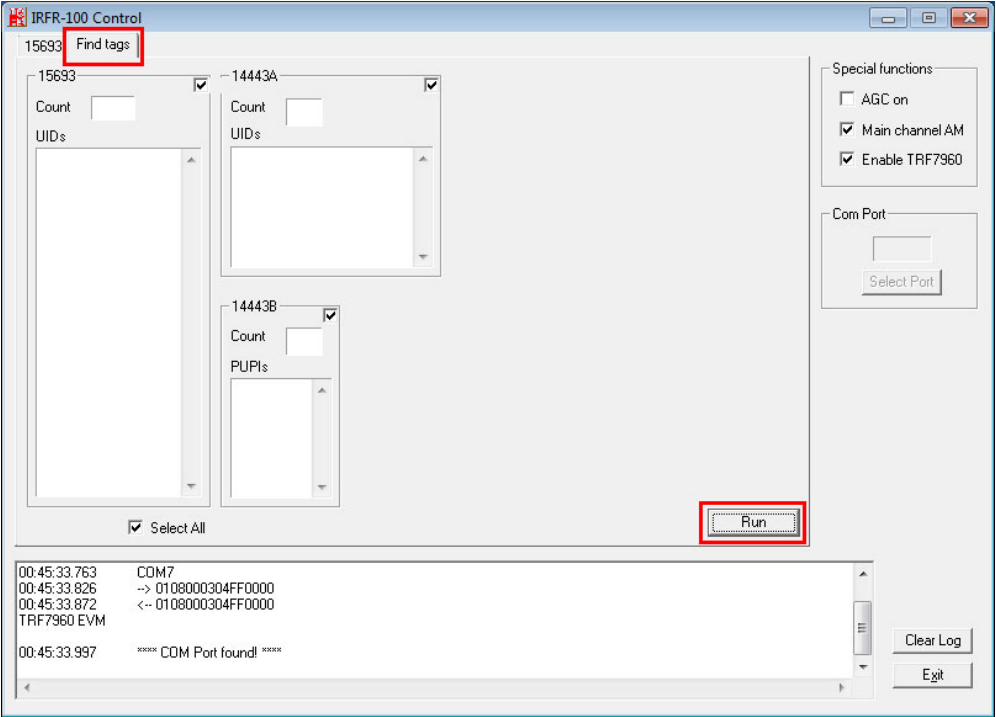 IRFR-100 Control
15693 Find tags
15693
Count
UIDs
14443A
Count
UIDs
14443B
Count
PUPIs
Select All
Run
Special functions
AGC on
Main channel AM
Enable TRF7960
Com Port
Select Port
00:45:33.763 COM7
00:45:33.826 --> 0108000304FF0000
00:45:33.872 <-- 0108000304FF0000
TRF7960 EVM
00:45:33.997 **** COM Port found! ****
Clear Log
Exit